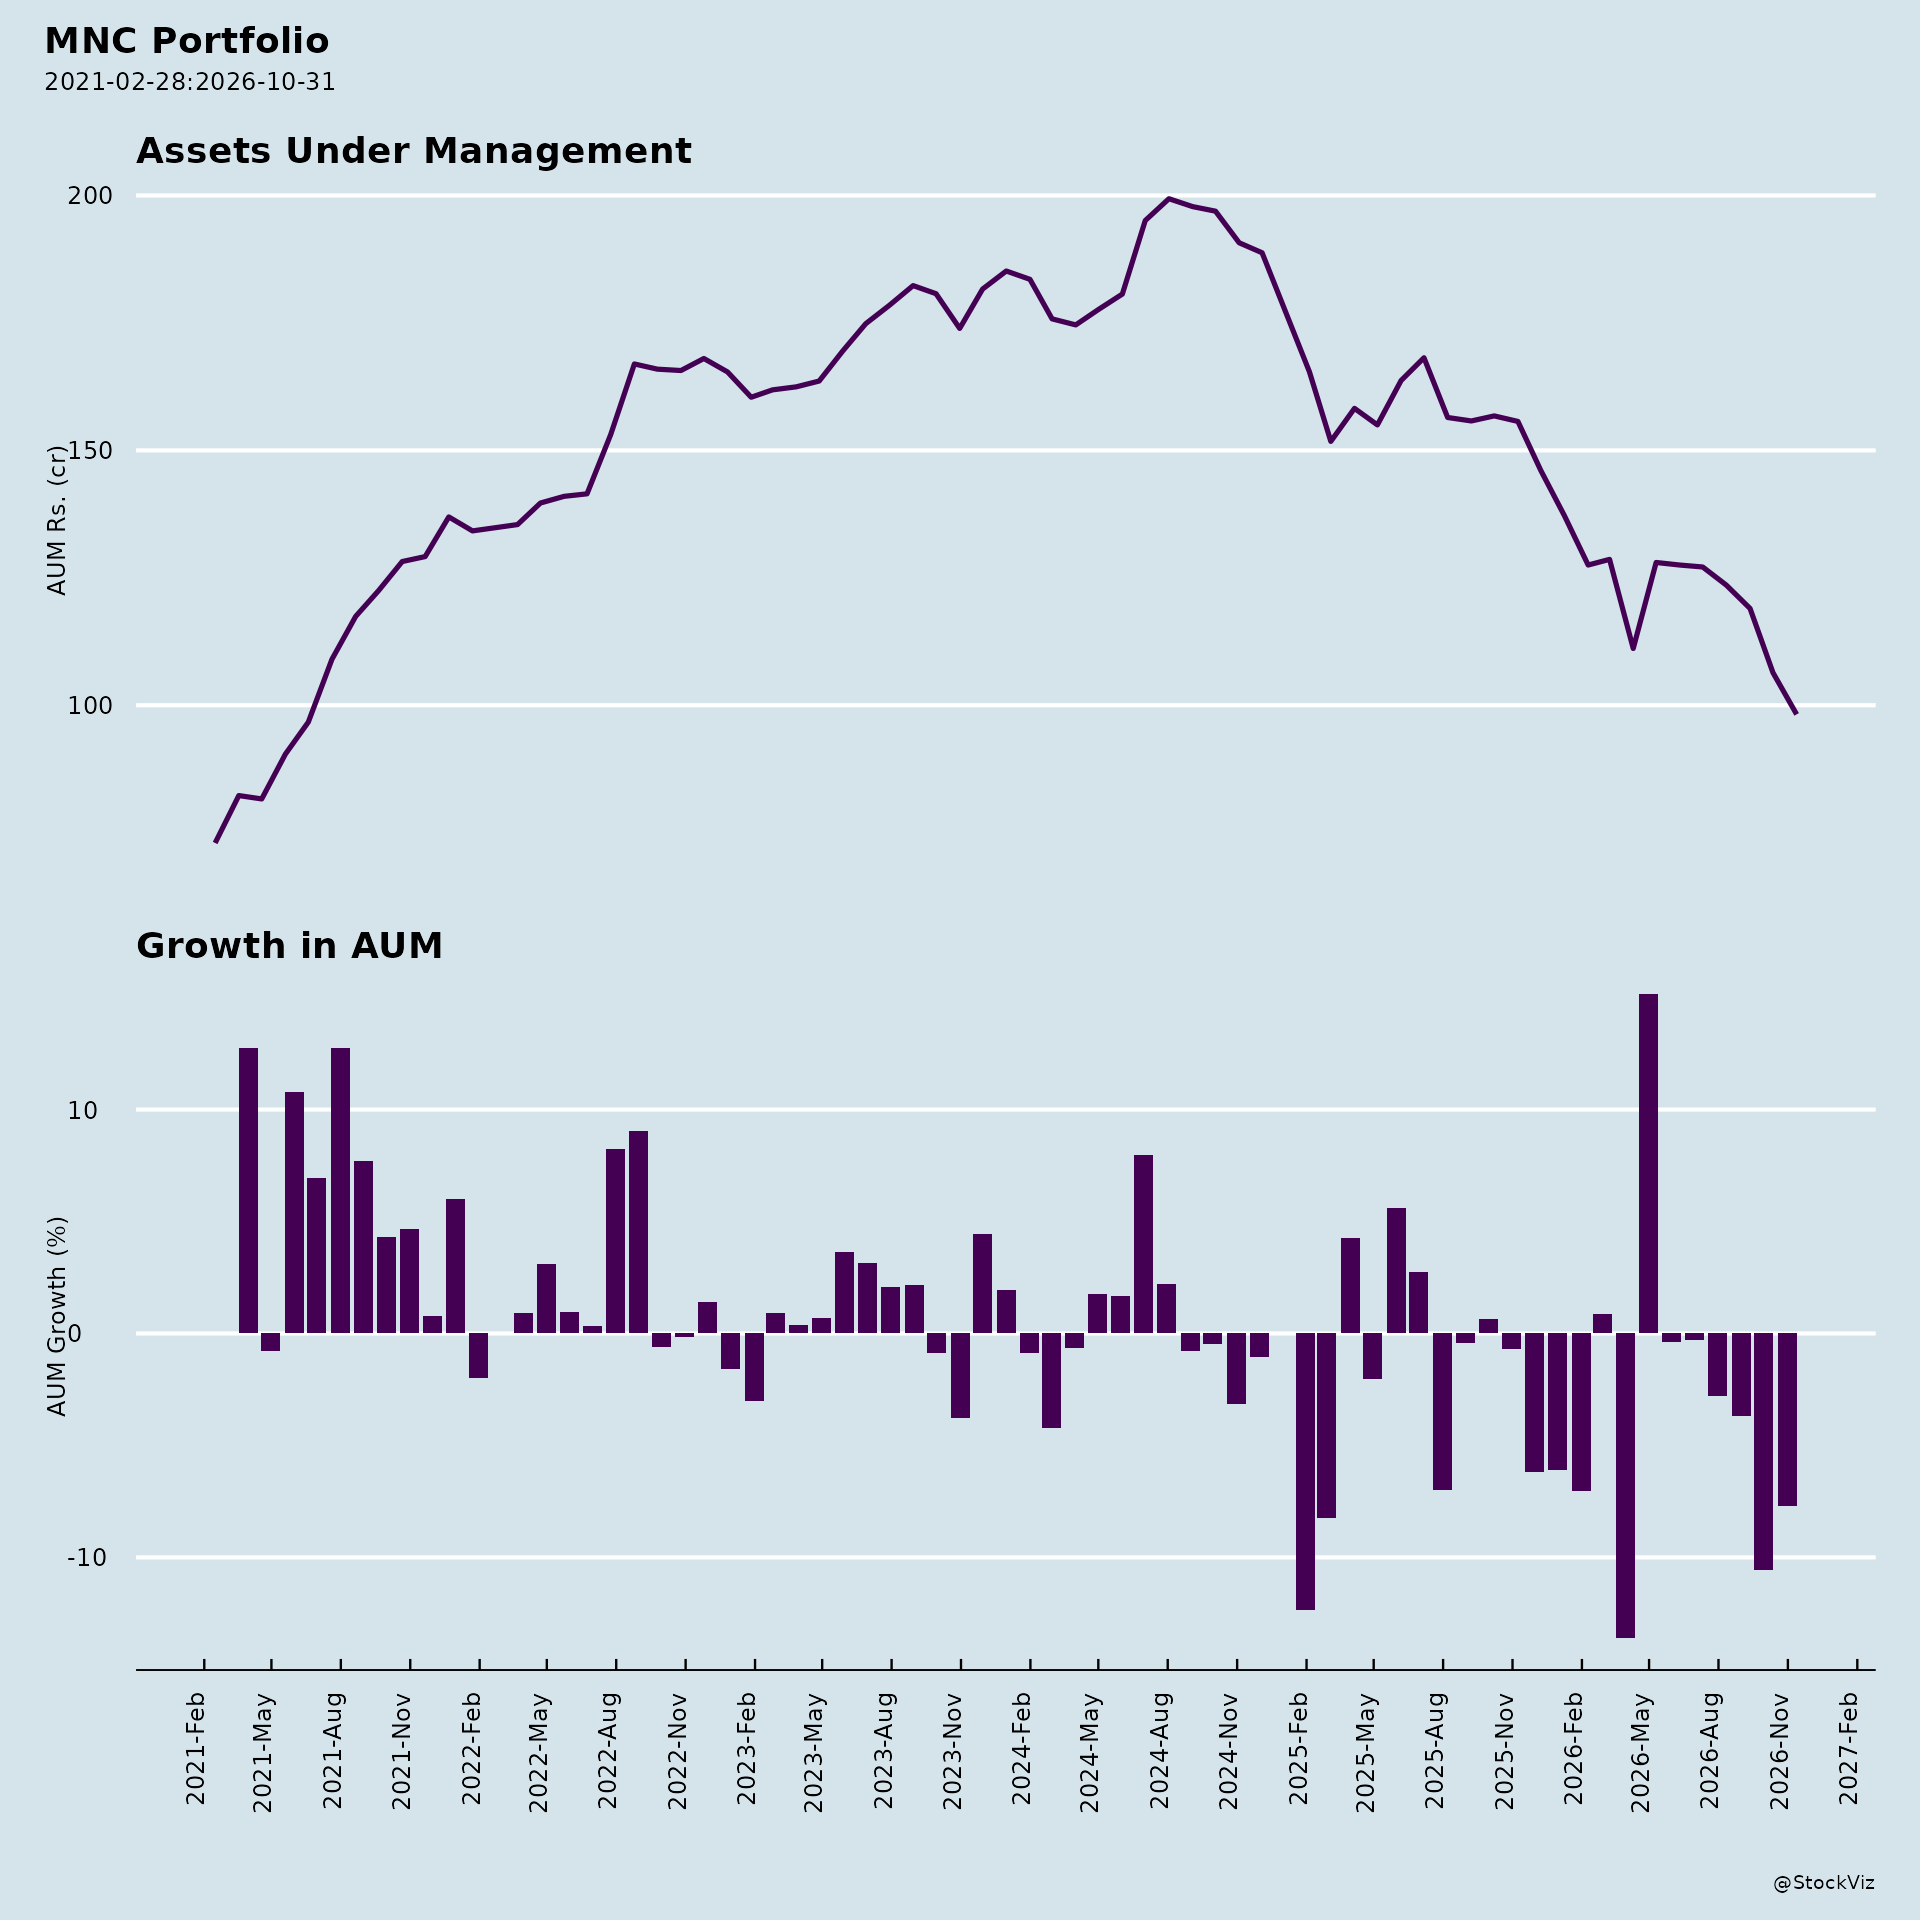 MNC Portfolio
2021-02-28:2026-10-31
Assets Under Management
AUM Rs. (cr)
200
150
100
Growth in AUM
AUM Growth (%)
10
0
-10
2021-Feb
2021-May
2021-Aug
2021-Nov
2022-Feb
2022-May
2022-Aug
2022-Nov
2023-Feb
2023-May
2023-Aug
2023-Nov
2024-Feb
2024-May
2024-Aug
2024-Nov
2025-Feb
2025-May
2025-Aug
2025-Nov
2026-Feb
2026-May
2026-Aug
2026-Nov
2027-Feb
@StockViz